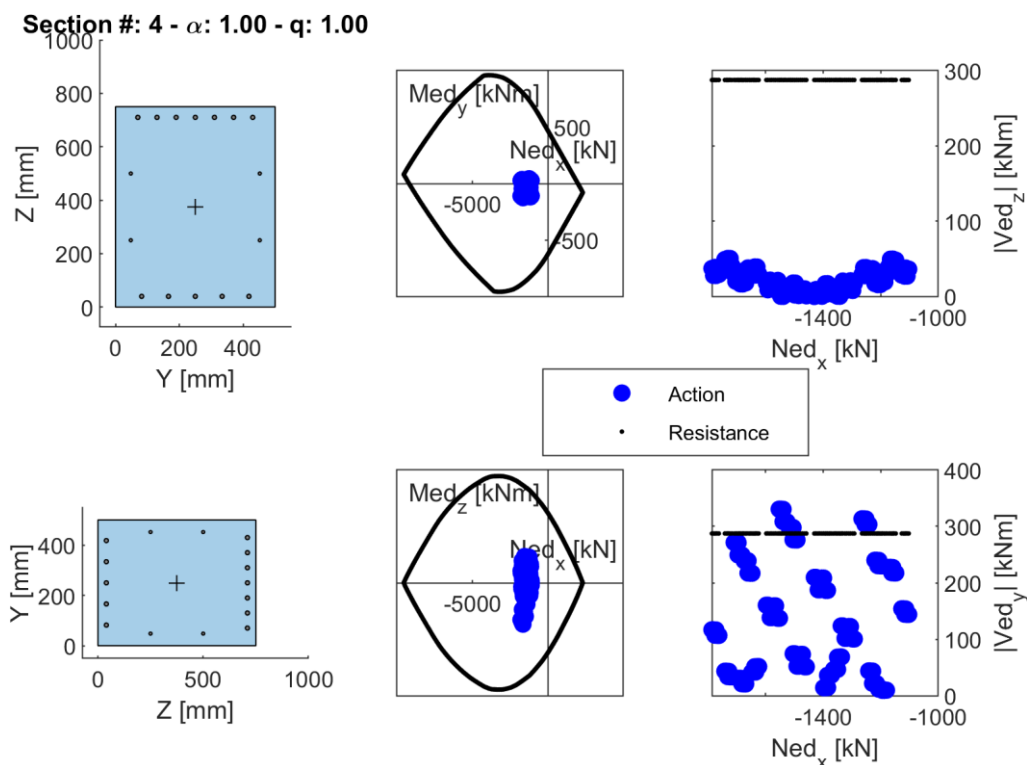 Section #: 4 - α: 1.00 - q: 1.00
1000
800
600
400
200
0
Z [mm]
0 200 400
Y [mm]
Med_y [kNm]
500
Ned_x [kN]
-5000
-500
300
200
100
0
|Ved_z| [kNm]
-1400 -1000
Ned_x [kN]
Action
Resistance
400
200
0
Y [mm]
0 500 1000
Z [mm]
Med_z [kNm]
Ned_x [kN]
-5000
400
300
200
100
0
|Ved_y| [kNm]
-1400 -1000
Ned_x [kN]